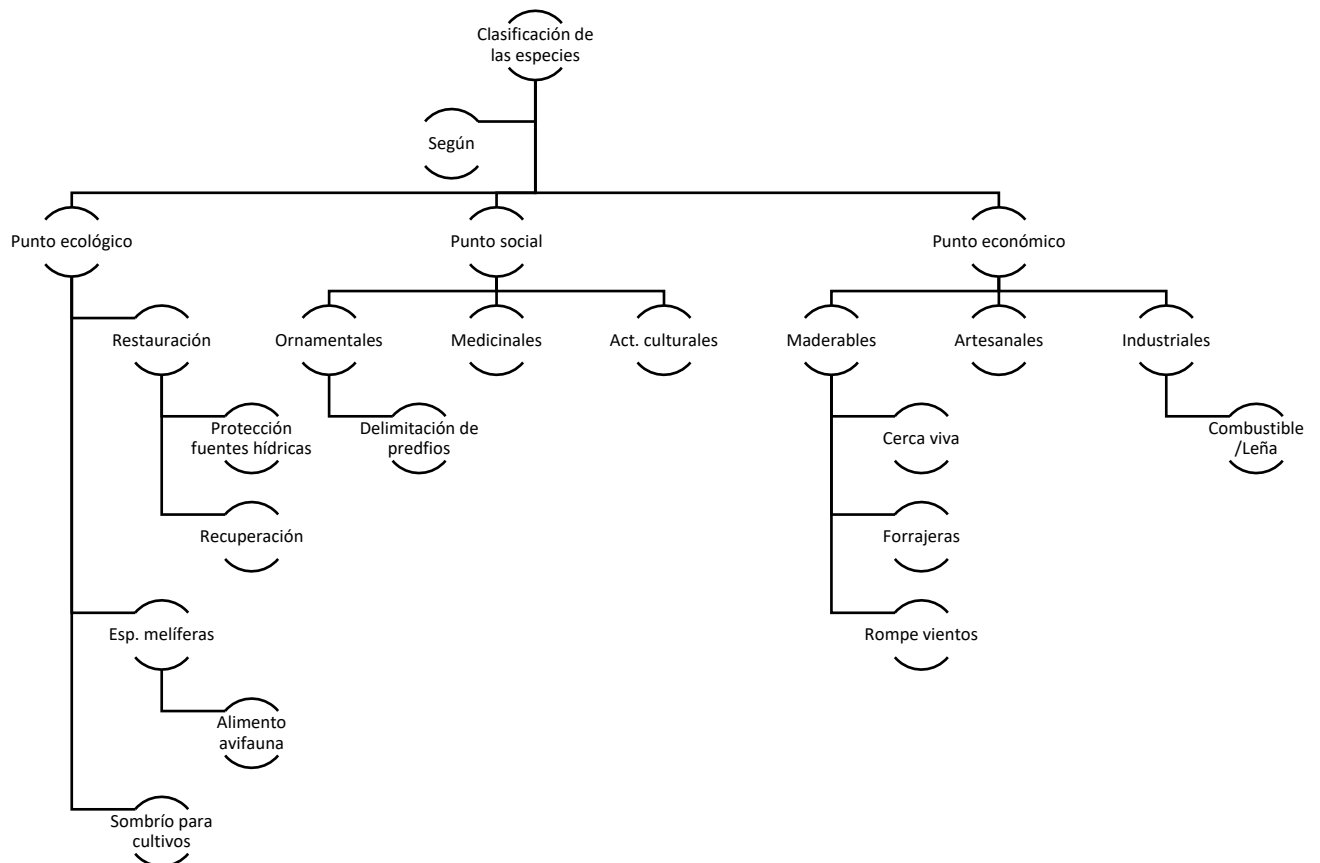 Clasificación de
las especies
Según
Punto ecológico
Punto social
Punto económico
Restauración
Ornamentales
Medicinales
Act. culturales
Maderables
Artesanales
Industriales
Protección
fuentes hídricas
Delimitación de
predfios
Cerca viva
Combustible
/Leña
Recuperación
Forrajeras
Esp. melíferas
Rompe vientos
Alimento
avifauna
Sombrío para
cultivos